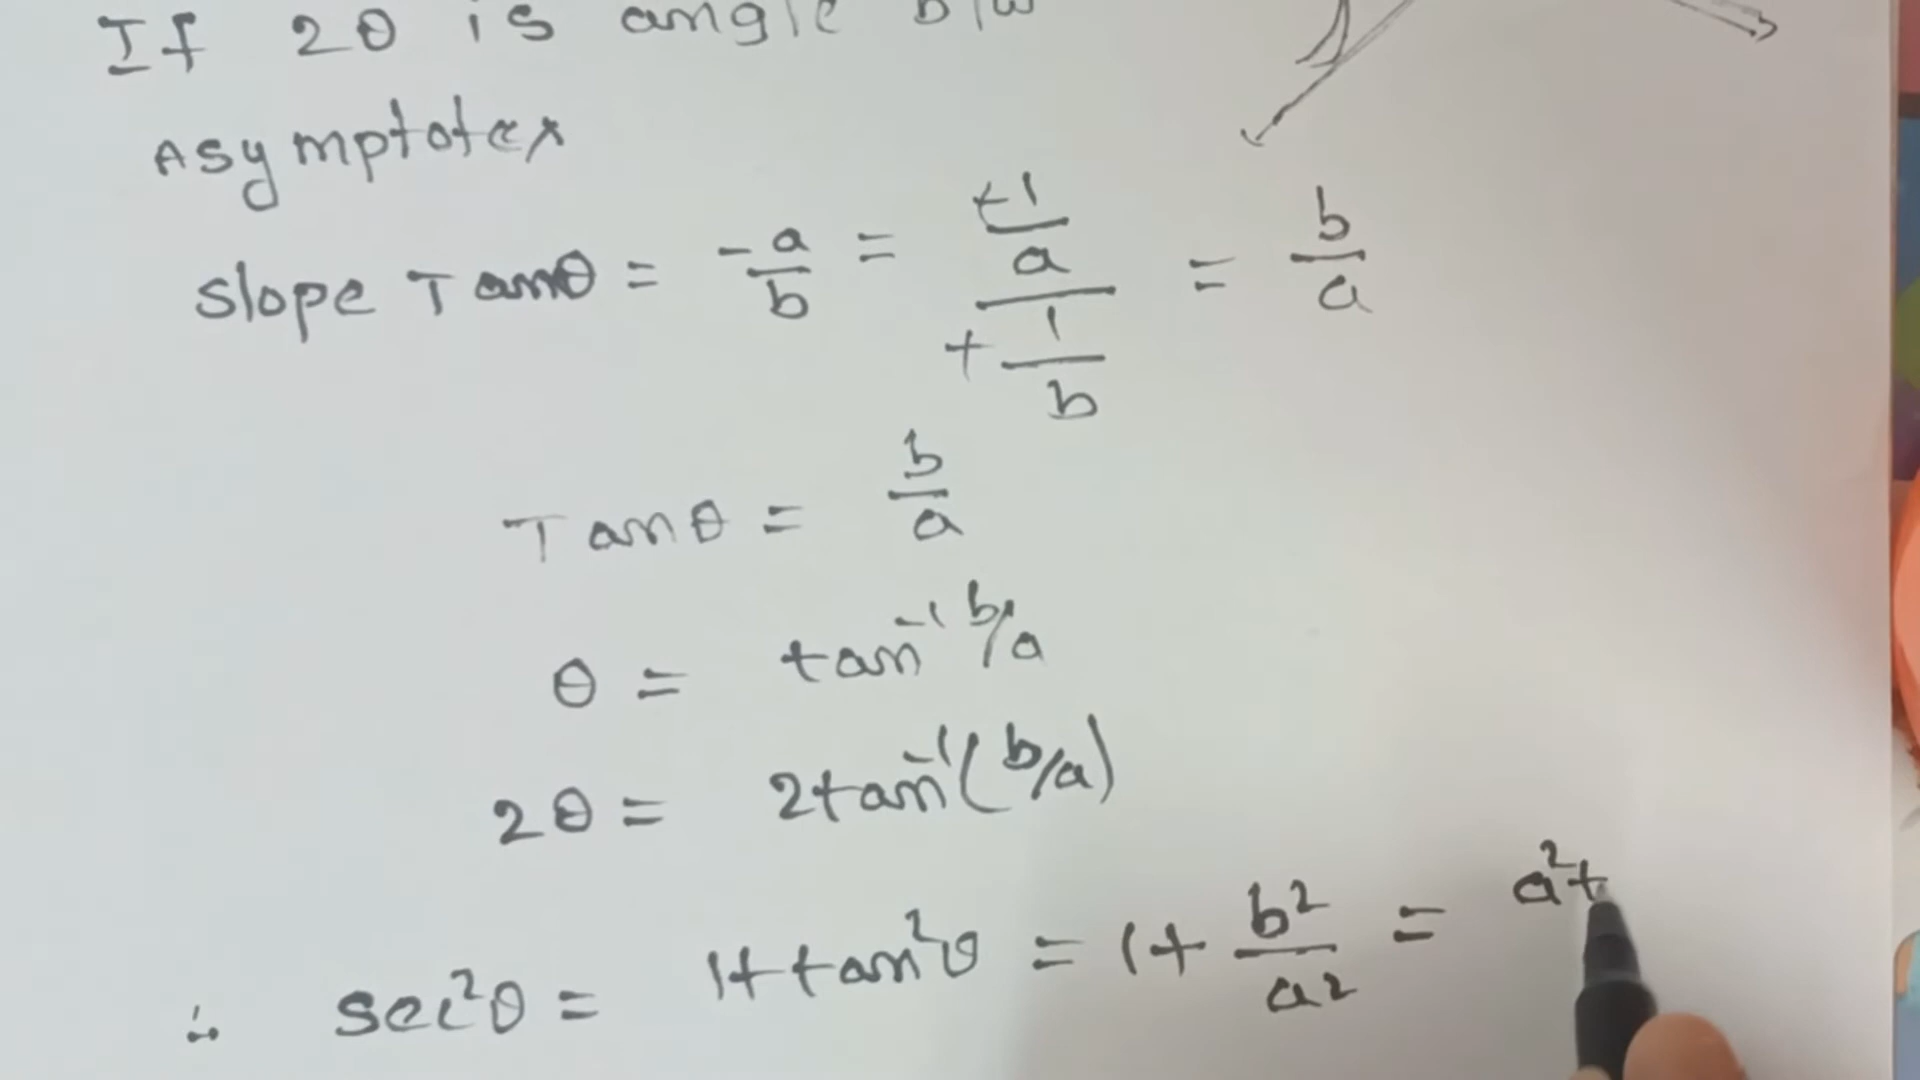 If 2θ is angle b/w
Asymptotes
slope Tanθ = -a/b = (+1/a)/(+1/b) = b/a
Tanθ = b/a
θ = tan⁻¹ b/a
2θ = 2tan⁻¹(b/a)
∴ sec²θ = 1+tan²θ = 1+ b²/a² = a²+